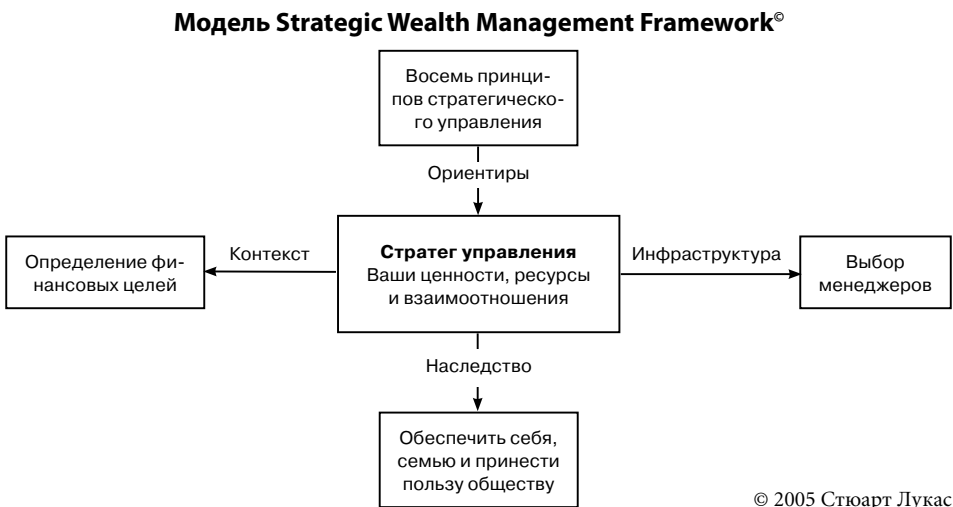 Модель Strategic Wealth Management Framework©
Восемь принци-
пов стратегическо-
го управления
Ориентиры
Определение фи-
нансовых целей
Контекст
Стратег управления
Ваши ценности, ресурсы
и взаимоотношения
Инфраструктура
Выбор
менеджеров
Наследство
Обеспечить себя,
семью и принести
пользу обществу
© 2005 Стюарт Лукас